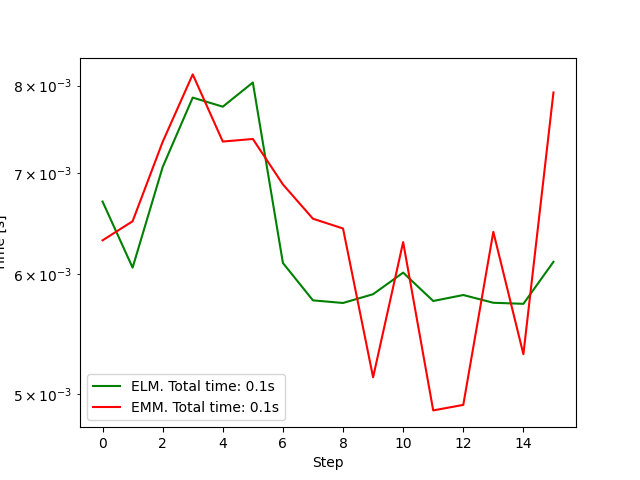 8 × 10⁻³
7 × 10⁻³
6 × 10⁻³
5 × 10⁻³
Time [s]
ELM. Total time: 0.1s
EMM. Total time: 0.1s
0 2 4 6 8 10 12 14
Step